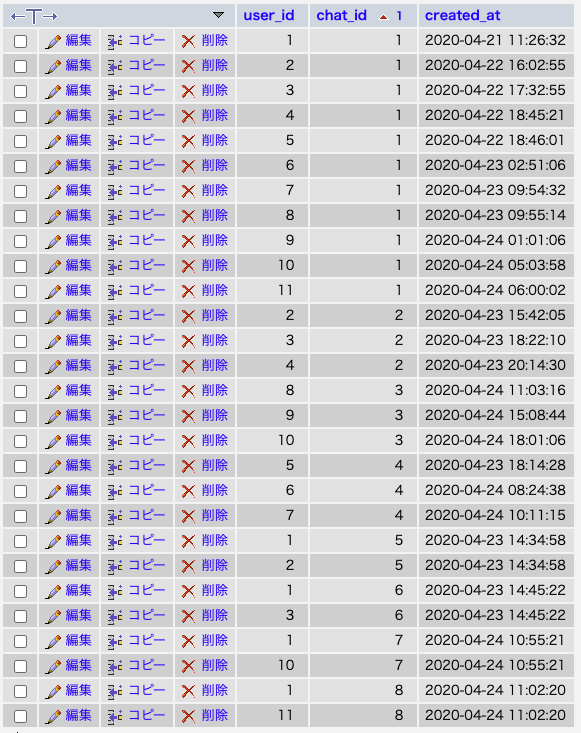 user_id chat_id 1 created_at
編集 コピー 削除 1 1 2020-04-21 11:26:32
編集 コピー 削除 2 1 2020-04-22 16:02:55
編集 コピー 削除 3 1 2020-04-22 17:32:55
編集 コピー 削除 4 1 2020-04-22 18:45:21
編集 コピー 削除 5 1 2020-04-22 18:46:01
編集 コピー 削除 6 1 2020-04-23 02:51:06
編集 コピー 削除 7 1 2020-04-23 09:54:32
編集 コピー 削除 8 1 2020-04-23 09:55:14
編集 コピー 削除 9 1 2020-04-24 01:01:06
編集 コピー 削除 10 1 2020-04-24 05:03:58
編集 コピー 削除 11 1 2020-04-24 06:00:02
編集 コピー 削除 2 2 2020-04-23 15:42:05
編集 コピー 削除 3 2 2020-04-23 18:22:10
編集 コピー 削除 4 2 2020-04-23 20:14:30
編集 コピー 削除 8 3 2020-04-24 11:03:16
編集 コピー 削除 9 3 2020-04-24 15:08:44
編集 コピー 削除 10 3 2020-04-24 18:01:06
編集 コピー 削除 5 4 2020-04-23 18:14:28
編集 コピー 削除 6 4 2020-04-24 08:24:38
編集 コピー 削除 7 4 2020-04-24 10:11:15
編集 コピー 削除 1 5 2020-04-23 14:34:58
編集 コピー 削除 2 5 2020-04-23 14:34:58
編集 コピー 削除 1 6 2020-04-23 14:45:22
編集 コピー 削除 3 6 2020-04-23 14:45:22
編集 コピー 削除 1 7 2020-04-24 10:55:21
編集 コピー 削除 10 7 2020-04-24 10:55:21
編集 コピー 削除 1 8 2020-04-24 11:02:20
編集 コピー 削除 11 8 2020-04-24 11:02:20